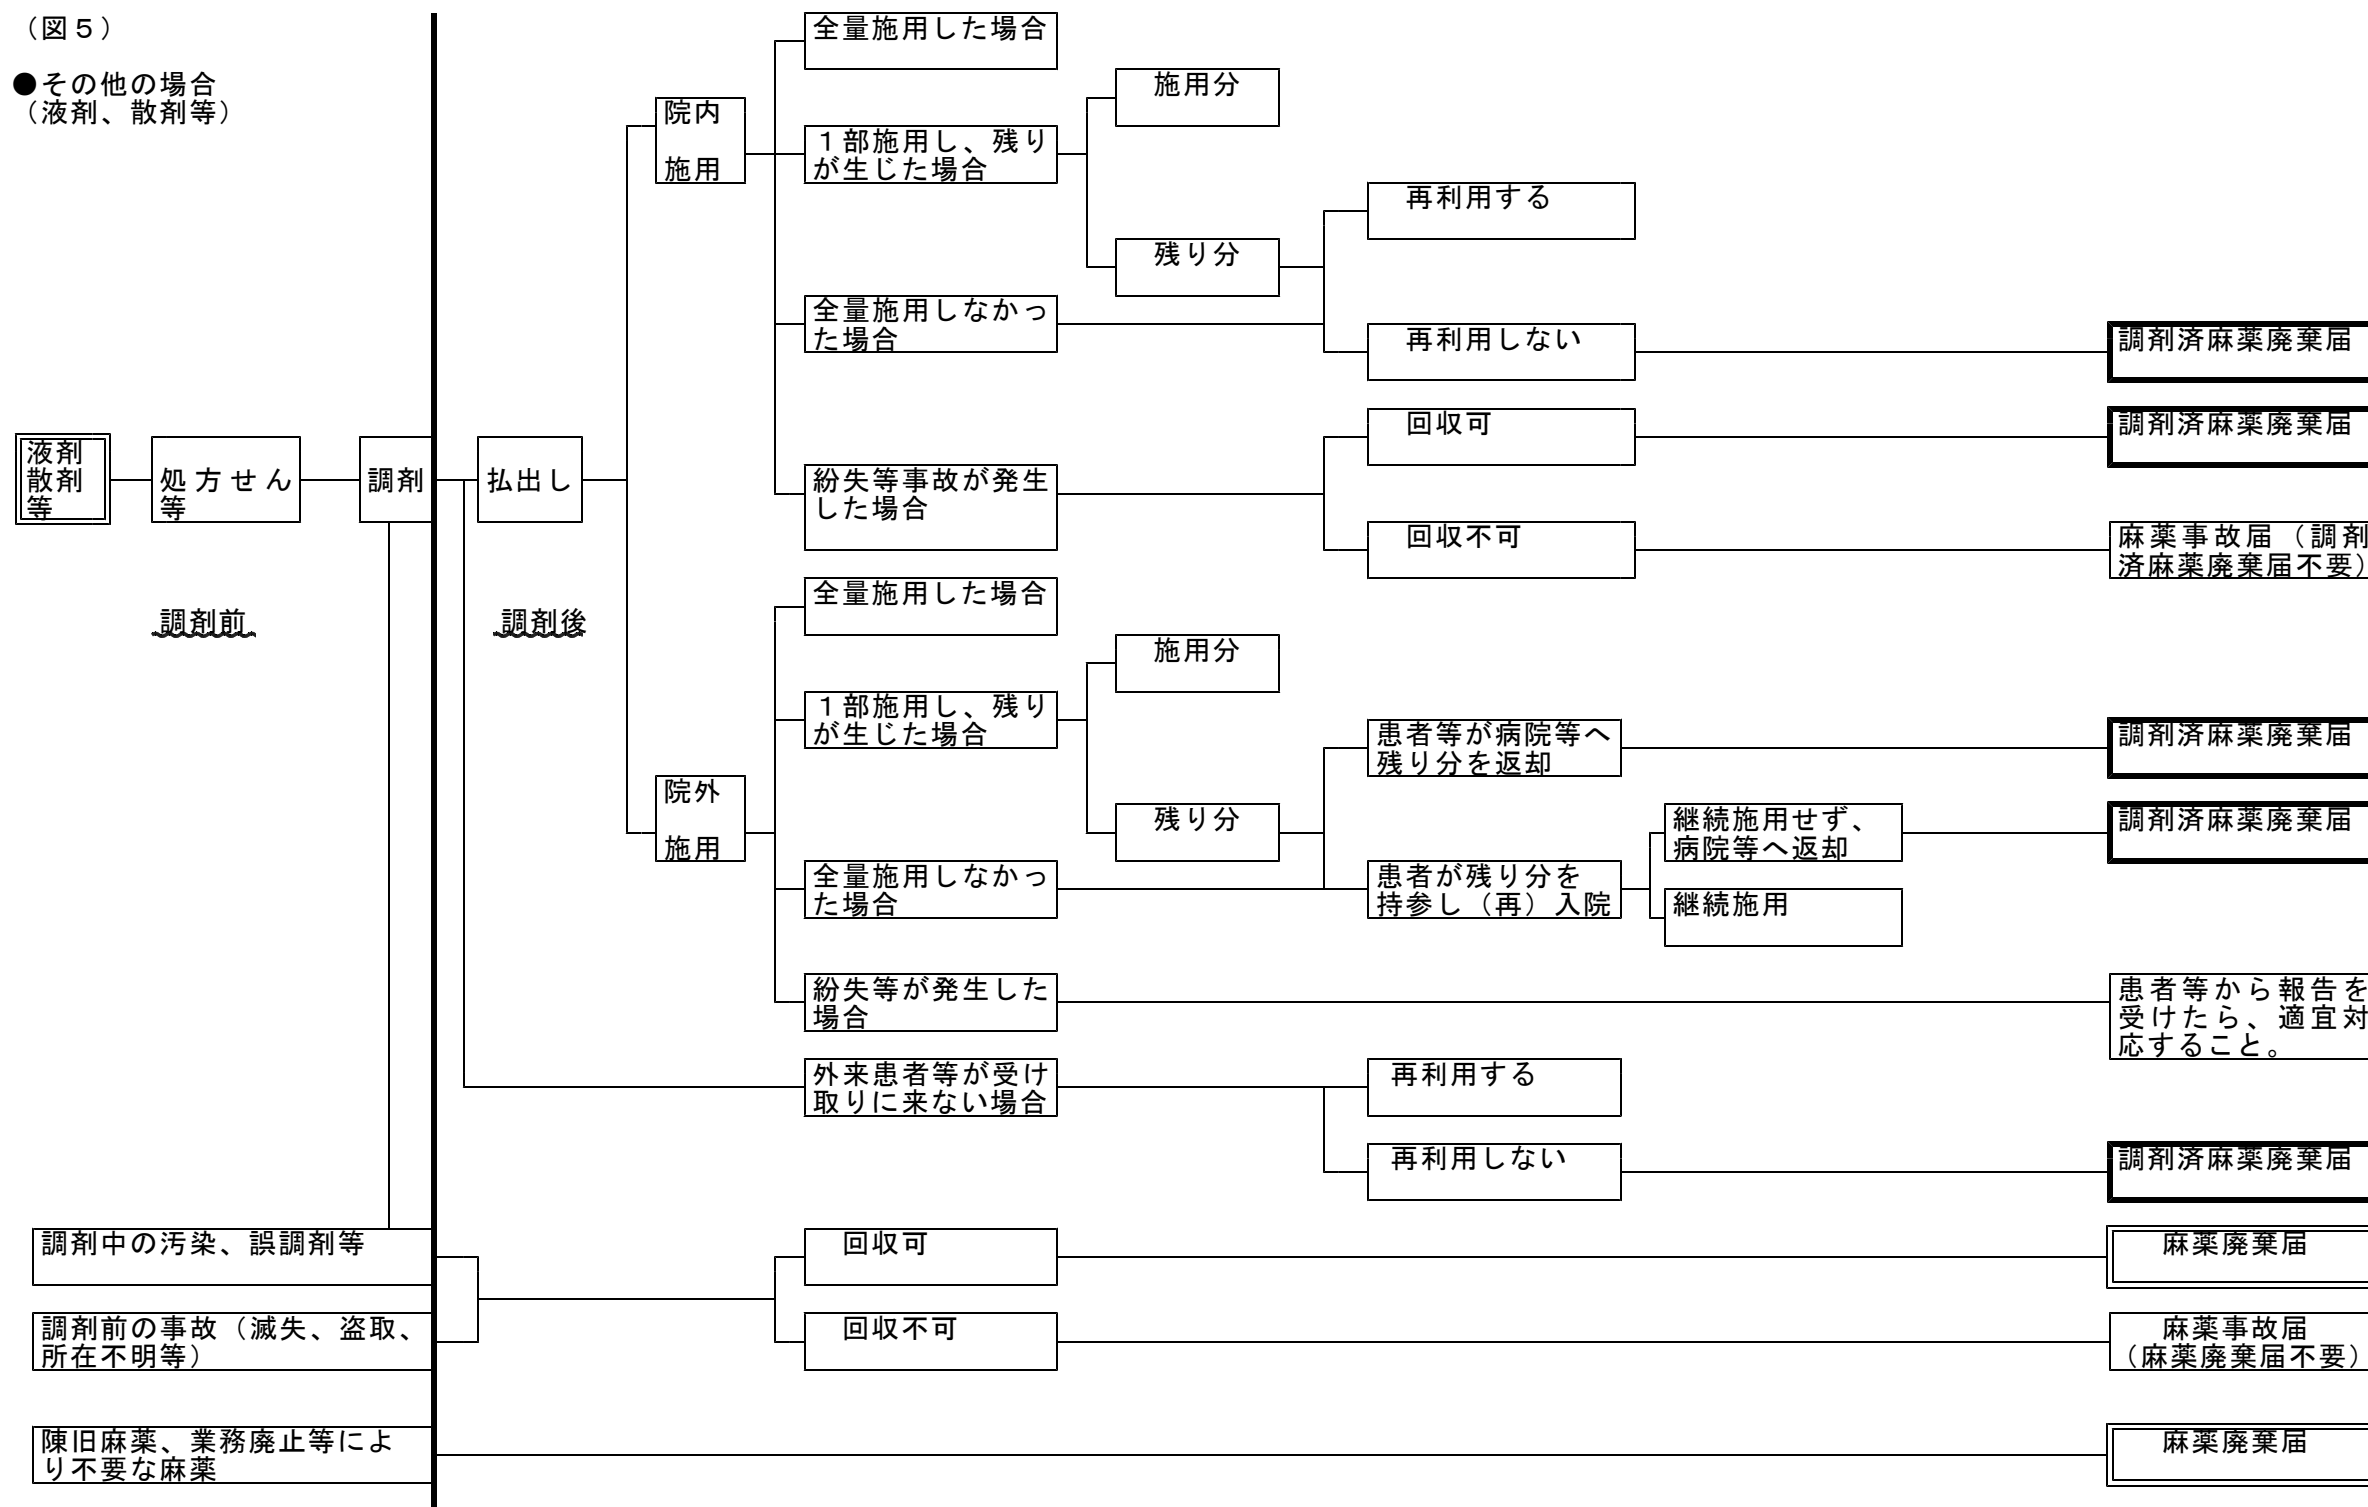 （図５）
●その他の場合
（液剤、散剤等）
全量施用した場合
施用分
院内
施用
１部施用し、残り
が生じた場合
再利用する
残り分
全量施用しなかっ
た場合
再利用しない
調剤済麻薬廃棄届
回収可
調剤済麻薬廃棄届
液剤
散剤
等
処方せん
等
調剤
払出し
紛失等事故が発生
した場合
回収不可
麻薬事故届（調剤
済麻薬廃棄届不要）
調剤前
調剤後
全量施用した場合
施用分
１部施用し、残り
が生じた場合
患者等が病院等へ
残り分を返却
調剤済麻薬廃棄届
院外
施用
残り分
継続施用せず、
病院等へ返却
調剤済麻薬廃棄届
全量施用しなかっ
た場合
患者が残り分を
持参し（再）入院
継続施用
紛失等が発生した
場合
患者等から報告を
受けたら、適宜対
応すること。
外来患者等が受け
取りに来ない場合
再利用する
再利用しない
調剤済麻薬廃棄届
調剤中の汚染、誤調剤等
回収可
麻薬廃棄届
調剤前の事故（滅失、盗取、
所在不明等）
回収不可
麻薬事故届
（麻薬廃棄届不要）
陳旧麻薬、業務廃止等によ
り不要な麻薬
麻薬廃棄届